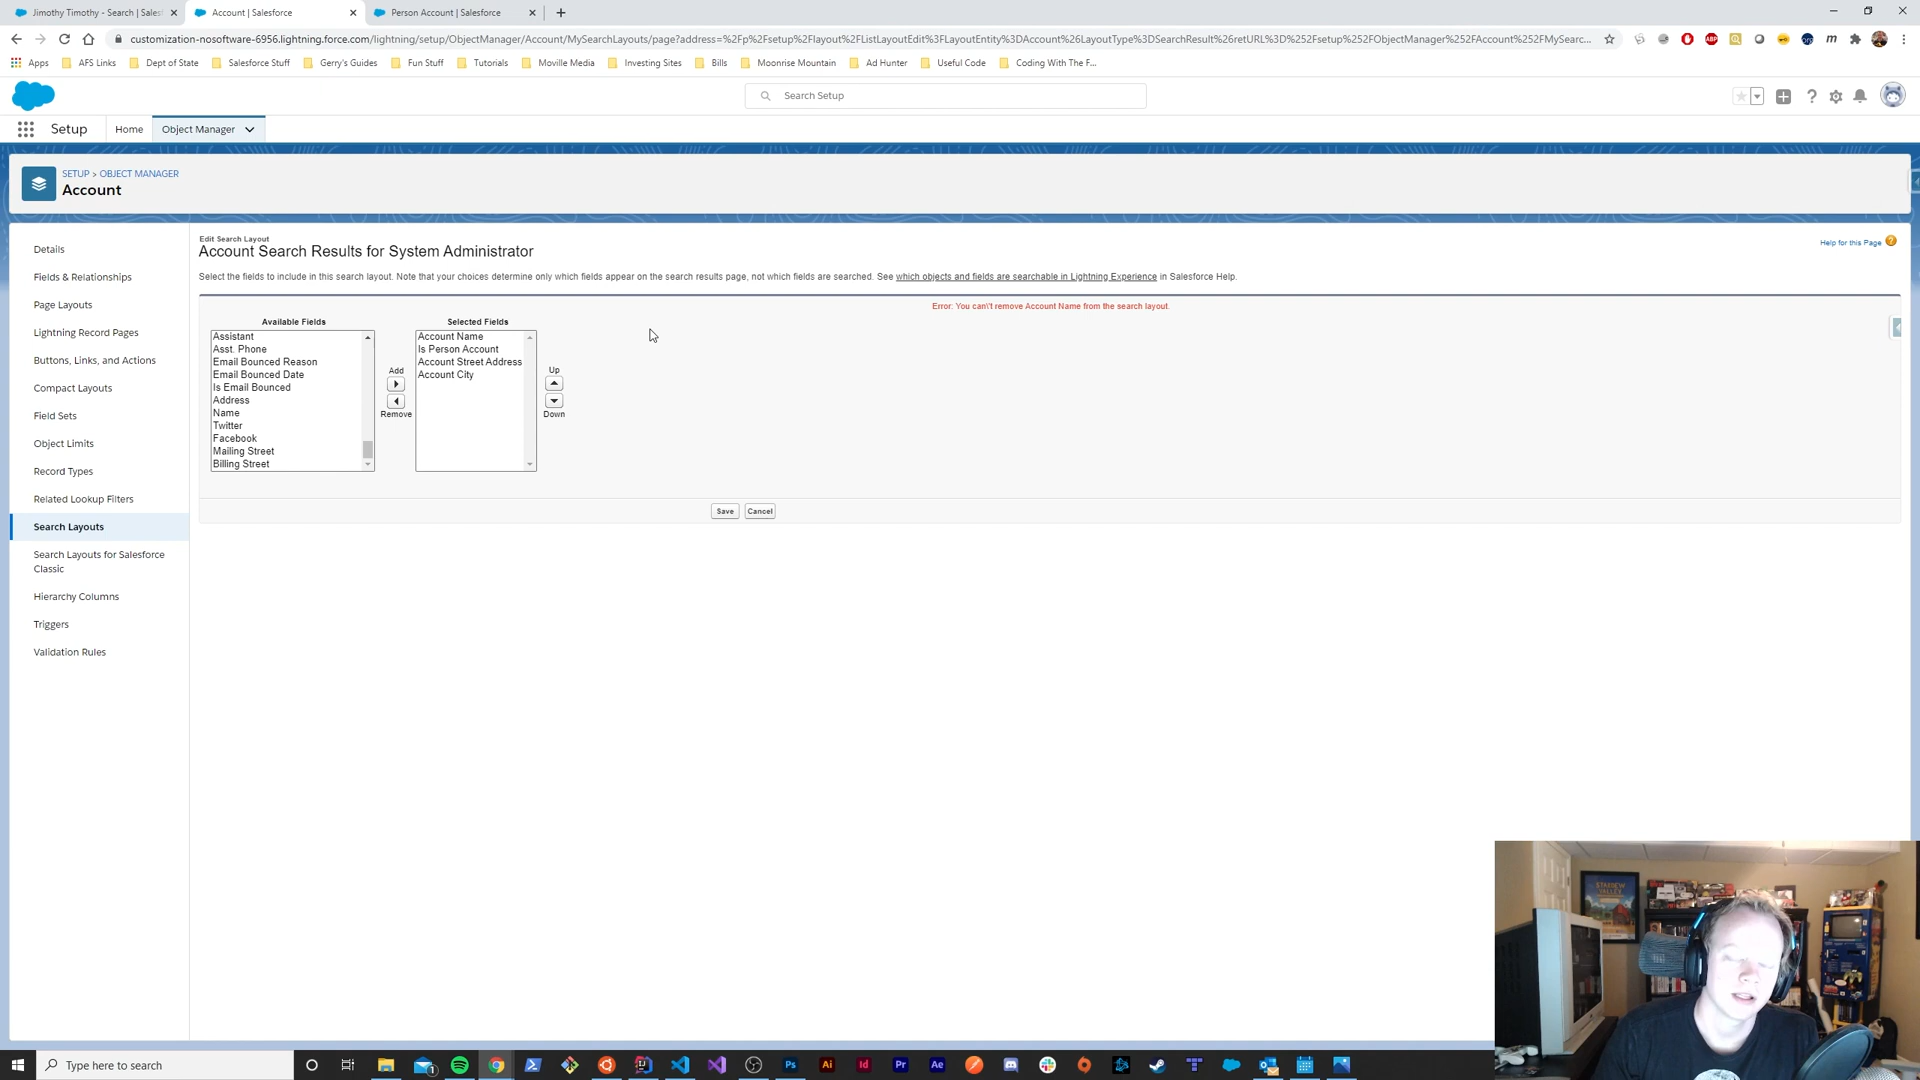 Jimothy Timothy - Search | Sales
Account | Salesforce
Person Account | Salesforce
customization-nosoftware-6956.lightning.force.com/lightning/setup/ObjectManager/Account/MySearchLayouts/page?address=%2Fp%2Fsetup%2Flayout%2FListLayoutEdit%3FLayoutEntity%3DAccount%26LayoutType%3DSearchResult%26retURL%3D%252Fsetup%252FObjectManager%252FAccount%252FMySearc...
Apps
AFS Links
Dept of State
Salesforce Stuff
Gerry's Guides
Fun Stuff
Tutorials
Moville Media
Investing Sites
Bills
Moonrise Mountain
Ad Hunter
Useful Code
Coding With The F...
Search Setup
Setup
Home
Object Manager
SETUP > OBJECT MANAGER
Account
Details
Fields & Relationships
Page Layouts
Lightning Record Pages
Buttons, Links, and Actions
Compact Layouts
Field Sets
Object Limits
Record Types
Related Lookup Filters
Search Layouts
Search Layouts for Salesforce
Classic
Hierarchy Columns
Triggers
Validation Rules
Edit Search Layout
Account Search Results for System Administrator
Help for this Page
Select the fields to include in this search layout. Note that your choices determine only which fields appear on the search results page, not which fields are searched. See which objects and fields are searchable in Lightning Experience in Salesforce Help.
Error: You can't remove Account Name from the search layout.
Available Fields
Assistant
Asst. Phone
Email Bounced Reason
Email Bounced Date
Is Email Bounced
Address
Name
Twitter
Facebook
Mailing Street
Billing Street
Add
Remove
Selected Fields
Account Name
Is Person Account
Account Street Address
Account City
Up
Down
Save
Cancel
STARDEW
VALLEY
Type here to search